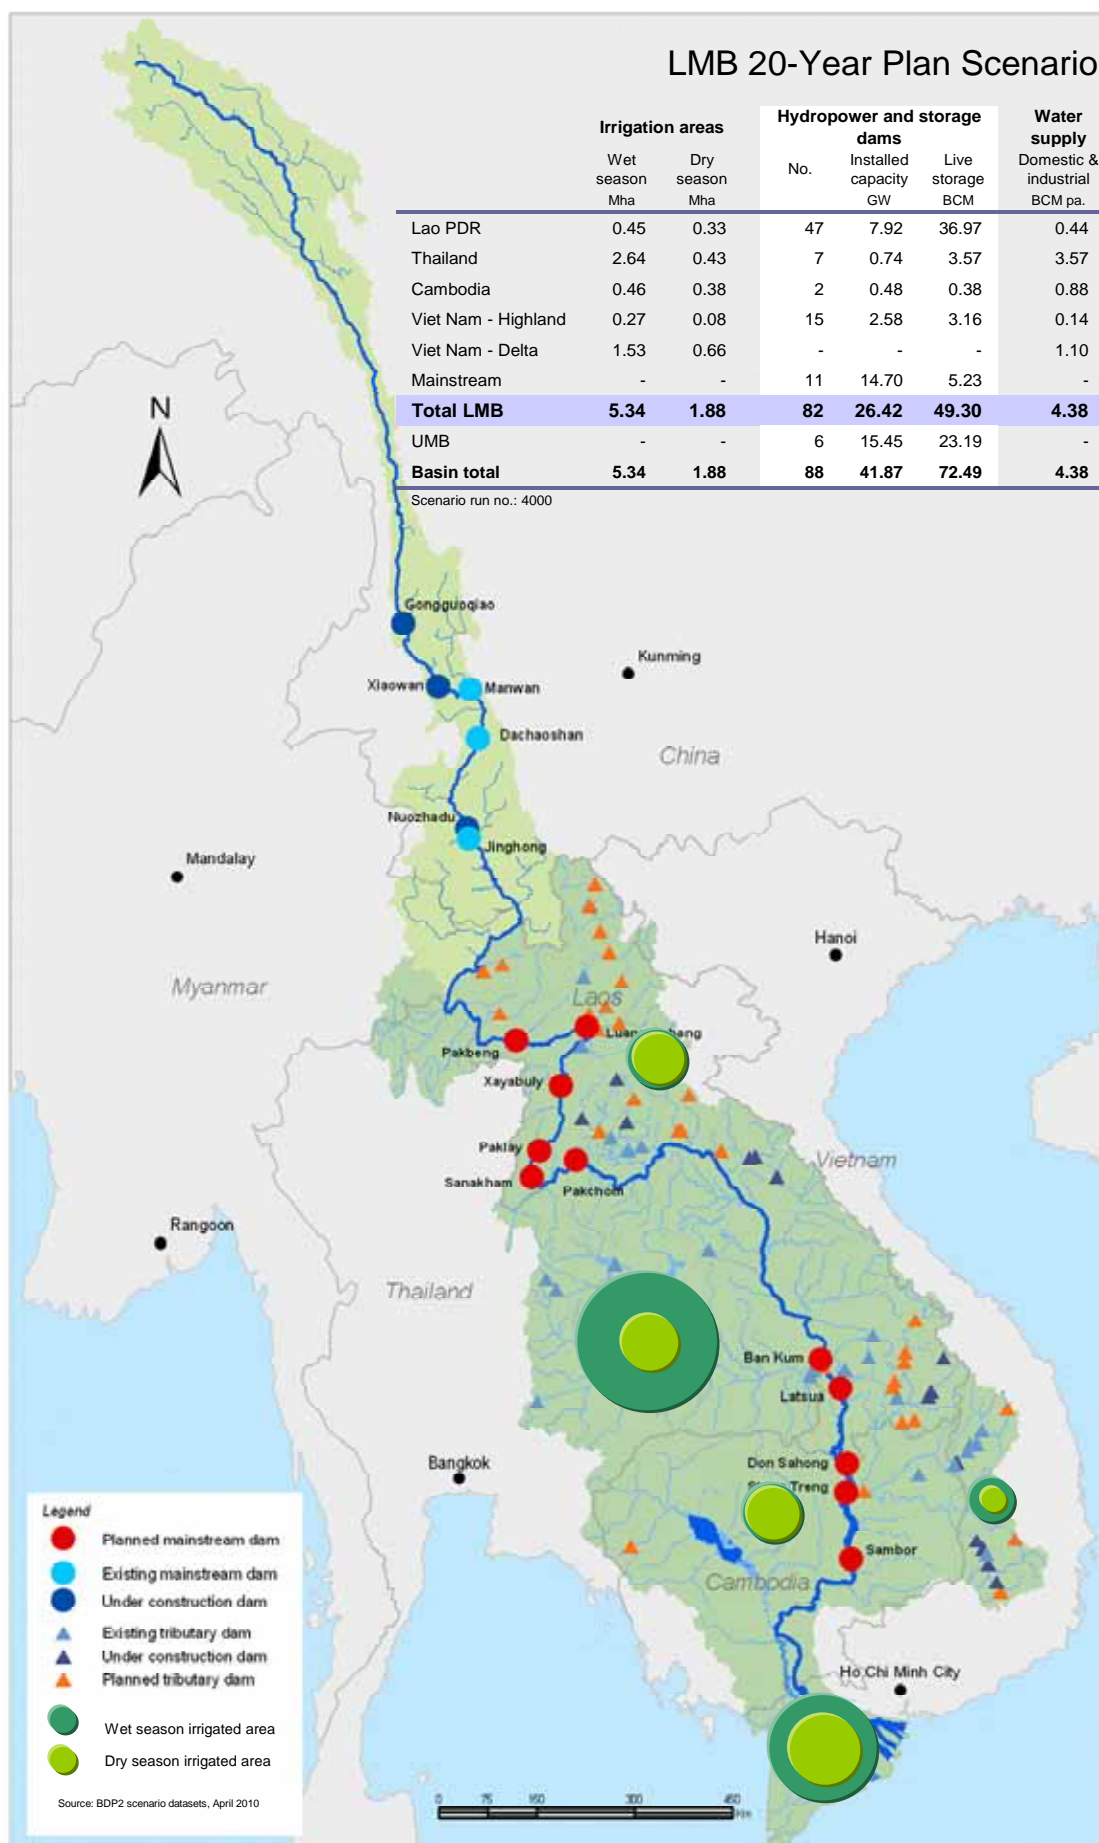 LMB 20-Year Plan Scenario
Irrigation areas Hydropower and storage dams Water supply
Wet season Dry season No. Installed capacity Live storage Domestic & industrial
Mha Mha GW BCM BCM pa.
Lao PDR 0.45 0.33 47 7.92 36.97 0.44
Thailand 2.64 0.43 7 0.74 3.57 3.57
Cambodia 0.46 0.38 2 0.48 0.38 0.88
Viet Nam - Highland 0.27 0.08 15 2.58 3.16 0.14
Viet Nam - Delta 1.53 0.66 - - - 1.10
Mainstream - - 11 14.70 5.23 -
Total LMB 5.34 1.88 82 26.42 49.30 4.38
UMB - - 6 15.45 23.19 -
Basin total 5.34 1.88 88 41.87 72.49 4.38
Scenario run no.: 4000
N
Gongguoqiao
Kunming
Xiaowan
Manwan
Dachaoshan
China
Nuozhadu
Jinghong
Mandalay
Hanoi
Myanmar
Laos
Pakbeng
Xayabuly
Paklay
Sanakham
Pakchom
Vietnam
Rangoon
Thailand
Ban Kum
Latsua
Bangkok
Don Sahong
Treng
Sambor
Cambodia
Ho Chi Minh City
Legend
Planned mainstream dam
Existing mainstream dam
Under construction dam
Existing tributary dam
Under construction dam
Planned tributary dam
Wet season irrigated area
Dry season irrigated area
Source: BDP2 scenario datasets, April 2010
0 75 150 300 450
Km